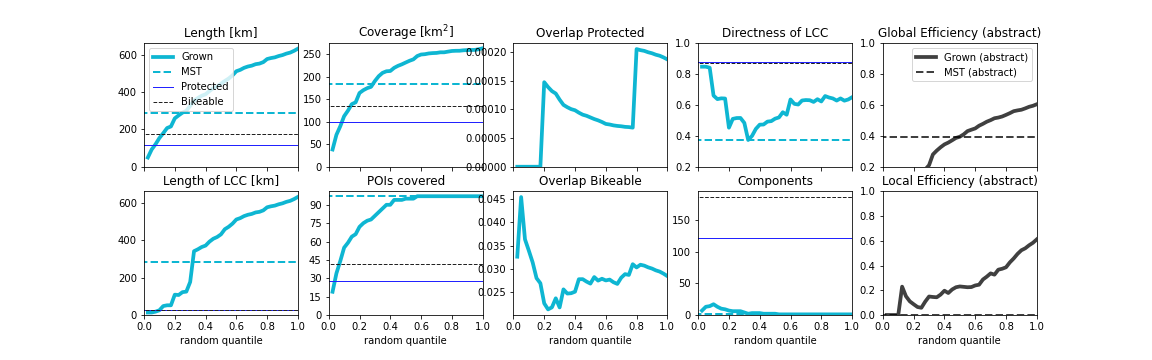 Length [km]
Coverage [km²]
Overlap Protected
Directness of LCC
Global Efficiency (abstract)
600
400
200
0
Grown
MST
Protected
Bikeable
250
200
150
100
50
0
0.00020
0.00015
0.00010
0.00005
0.00000
1.0
0.8
0.6
0.4
0.2
1.0
0.8
0.6
0.4
0.2
Grown (abstract)
MST (abstract)
Length of LCC [km]
POIs covered
Overlap Bikeable
Components
Local Efficiency (abstract)
600
400
200
0
0.0 0.2 0.4 0.6 0.8 1.0
random quantile
90
75
60
45
30
15
0
0.0 0.2 0.4 0.6 0.8 1.0
random quantile
0.045
0.040
0.035
0.030
0.025
0.0 0.2 0.4 0.6 0.8 1.0
random quantile
150
100
50
0
0.0 0.2 0.4 0.6 0.8 1.0
random quantile
1.0
0.8
0.6
0.4
0.2
0.0
0.0 0.2 0.4 0.6 0.8 1.0
random quantile